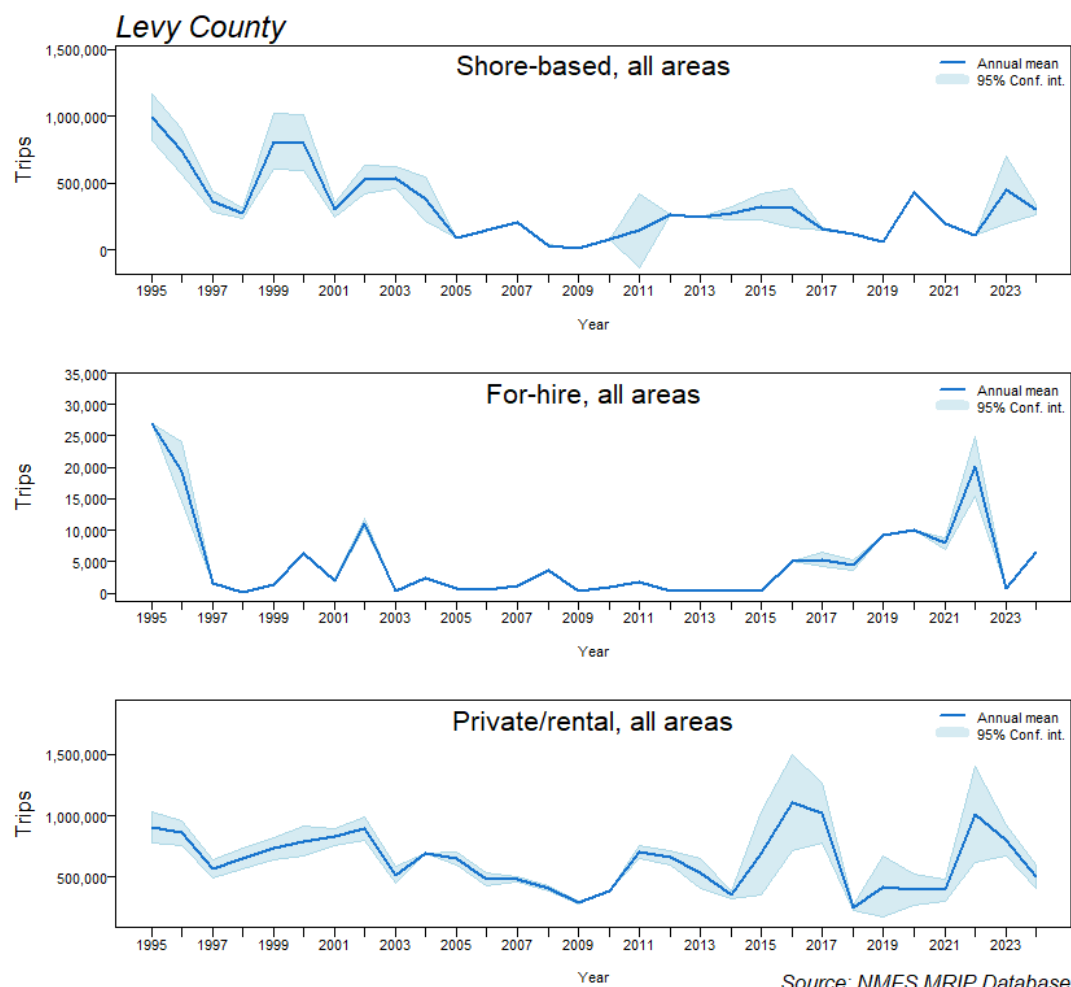 Levy County
Shore-based, all areas
Annual mean
95% Conf. int.
Trips
1,500,000
1,000,000
500,000
0
1995 1997 1999 2001 2003 2005 2007 2009 2011 2013 2015 2017 2019 2021 2023
Year
For-hire, all areas
Annual mean
95% Conf. int.
Trips
35,000
30,000
25,000
20,000
15,000
10,000
5,000
0
1995 1997 1999 2001 2003 2005 2007 2009 2011 2013 2015 2017 2019 2021 2023
Year
Private/rental, all areas
Annual mean
95% Conf. int.
Trips
1,500,000
1,000,000
500,000
1995 1997 1999 2001 2003 2005 2007 2009 2011 2013 2015 2017 2019 2021 2023
Year
Source: NMFS MRIP Database